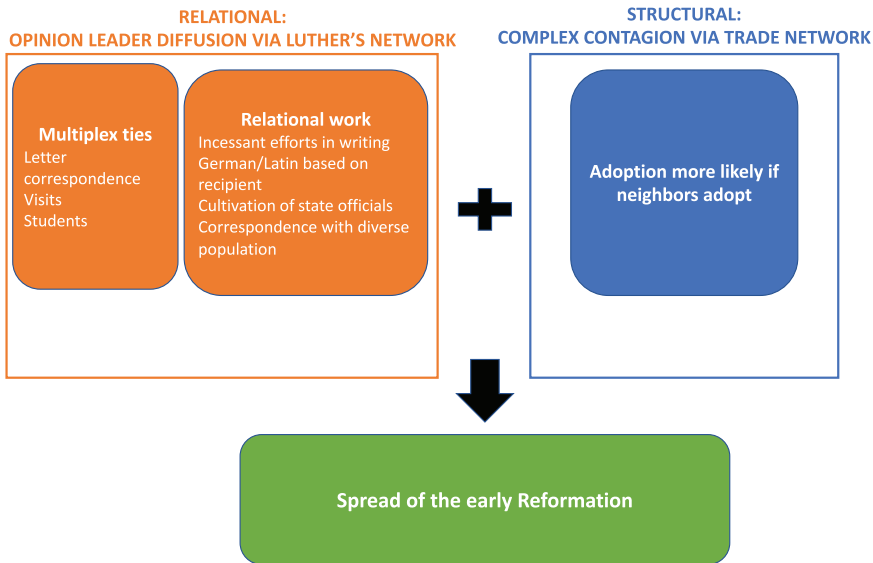 RELATIONAL:
OPINION LEADER DIFFUSION VIA LUTHER'S NETWORK
STRUCTURAL:
COMPLEX CONTAGION VIA TRADE NETWORK
Multiplex ties
Letter
correspondence
Visits
Students
Relational work
Incessant efforts in writing
German/Latin based on
recipient
Cultivation of state officials
Correspondence with diverse
population
Adoption more likely if
neighbors adopt
Spread of the early Reformation